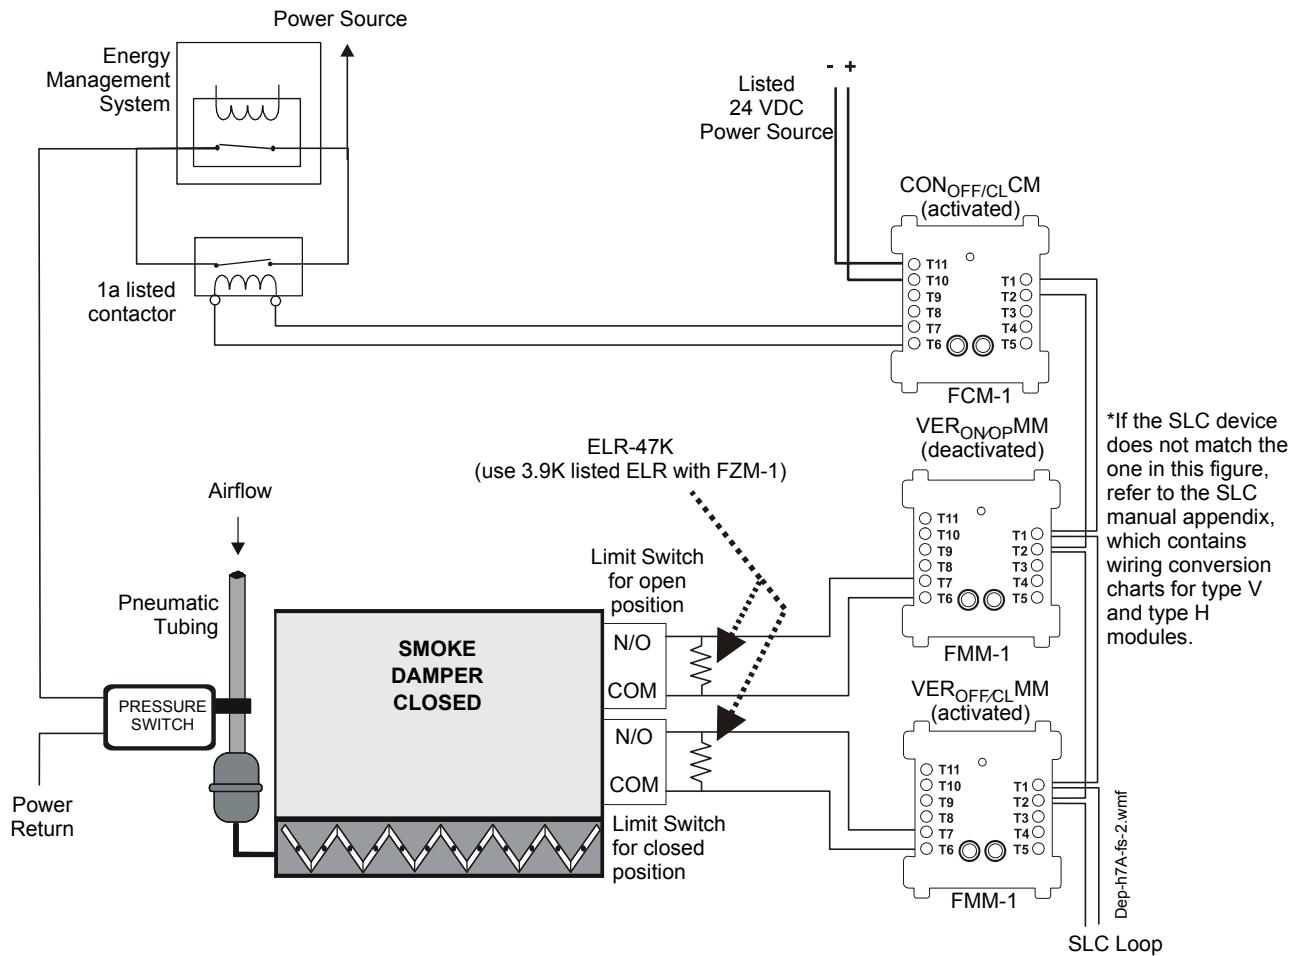 Power Source
Energy
Management
System
- +
Listed
24 VDC
Power Source
CONOFF/CLCM
(activated)
T11
T10
T9
T8
T7
T6
T1
T2
T3
T4
T5
FCM-1
1a listed
contactor
VERON/OPMM
(deactivated)
T11
T10
T9
T8
T7
T6
T1
T2
T3
T4
T5
FMM-1
*If the SLC device
does not match the
one in this figure,
refer to the SLC
manual appendix,
which contains
wiring conversion
charts for type V
and type H
modules.
ELR-47K
(use 3.9K listed ELR with FZM-1)
Airflow
Pneumatic
Tubing
Limit Switch
for open
position
SMOKE
DAMPER
CLOSED
N/O
COM
N/O
COM
PRESSURE
SWITCH
Power
Return
Limit Switch
for closed
position
VEROFF/CLMM
(activated)
T11
T10
T9
T8
T7
T6
T1
T2
T3
T4
T5
FMM-1
Dep-h7A-fs-2.wmf
SLC Loop